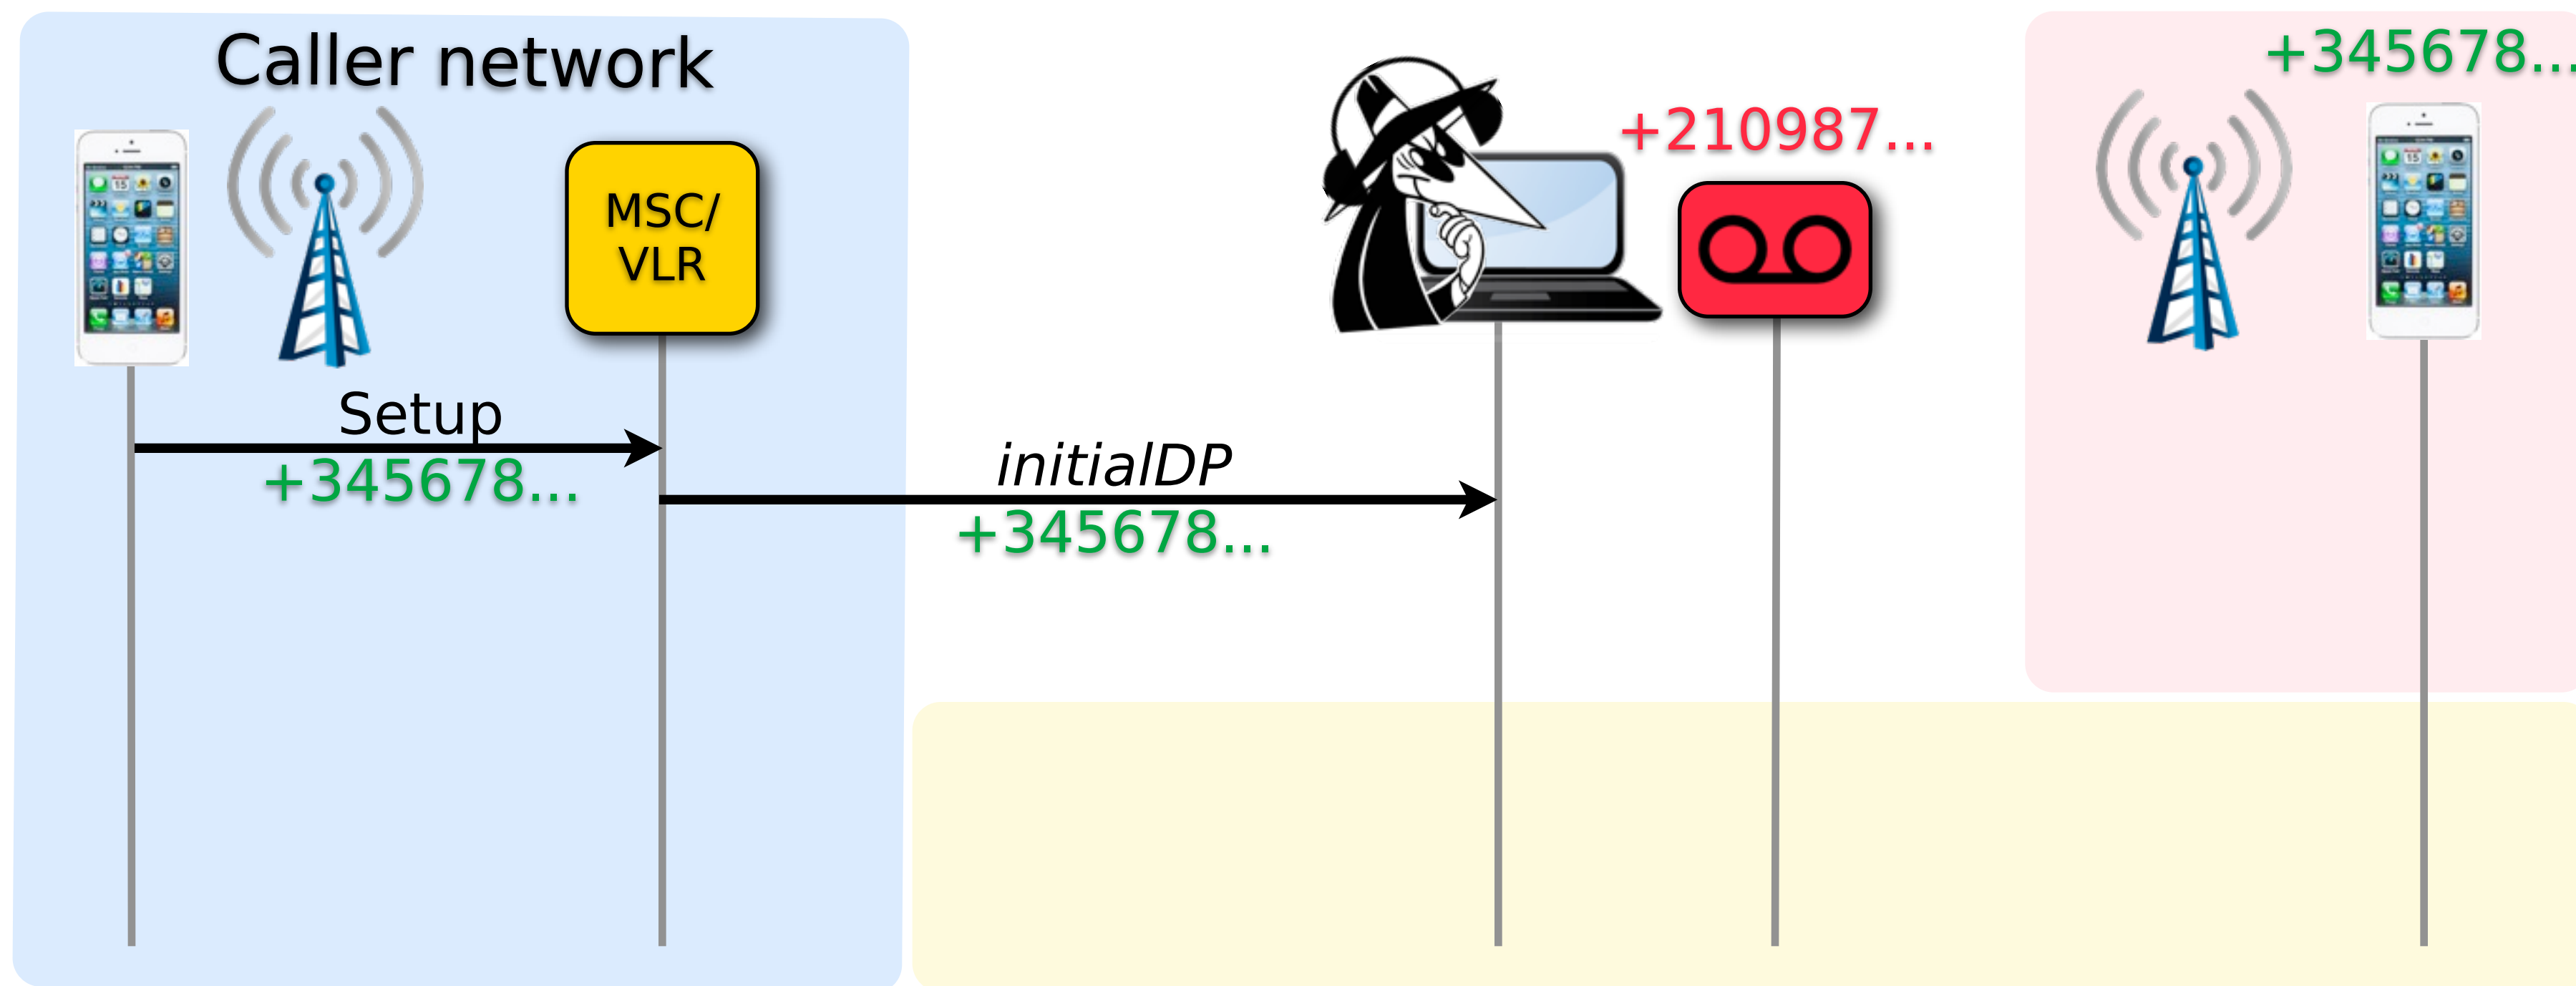 Caller network
+345678...
+210987...
MSC/
VLR
Setup
+345678...
initialDP
+345678...